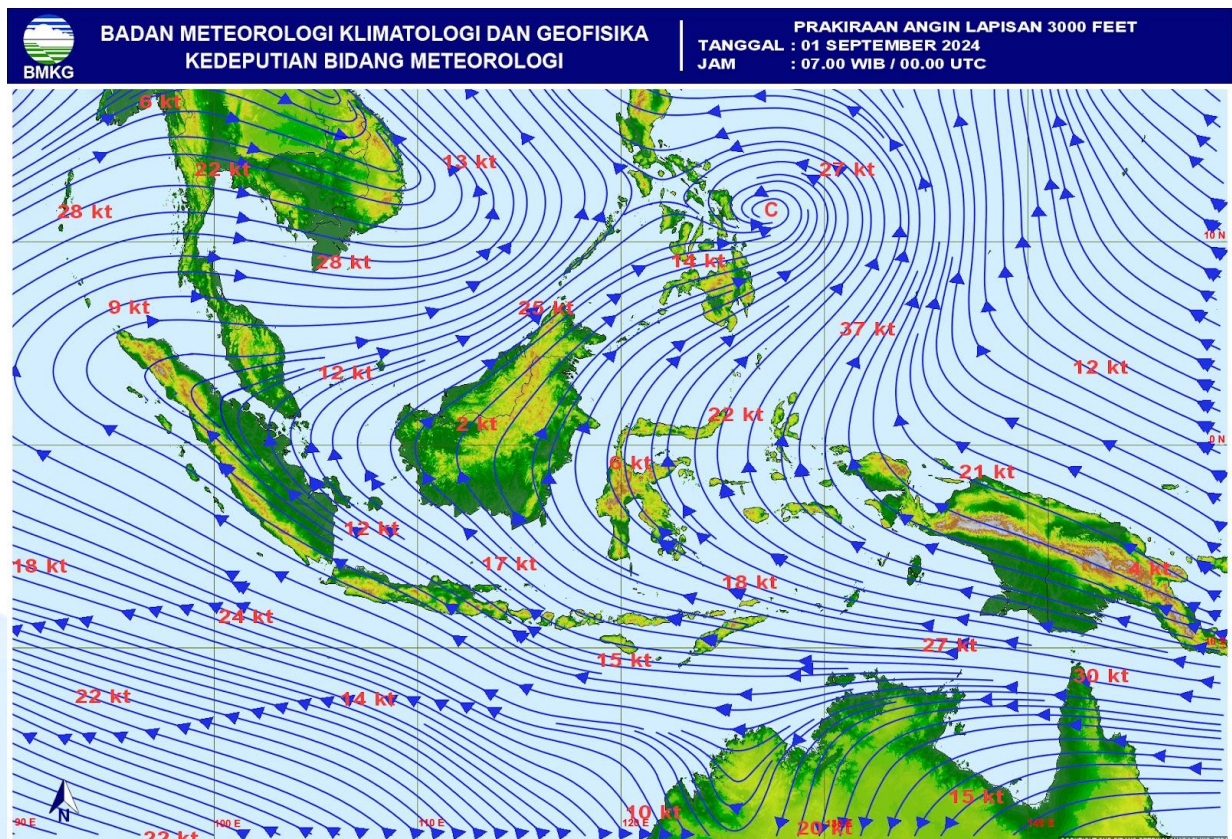 BADAN METEOROLOGI KLIMATOLOGI DAN GEOFISIKA
KEDEPUTIAN BIDANG METEOROLOGI
BMKG
PRAKIRAAN ANGIN LAPISAN 3000 FEET
TANGGAL : 01 SEPTEMBER 2024
JAM : 07.00 WIB / 00.00 UTC
6 kt
13 kt
22 kt
27 kt
28 kt
C
10 N
28 kt
14 kt
9 kt
25 kt
37 kt
12 kt
12 kt
22 kt
2 kt
0 N
6 kt
21 kt
12 kt
18 kt
17 kt
4 kt
18 kt
24 kt
27 kt
15 kt
30 kt
22 kt
14 kt
15 kt
10 kt
20 kt
N
90 E
100 E
110 E
120 E